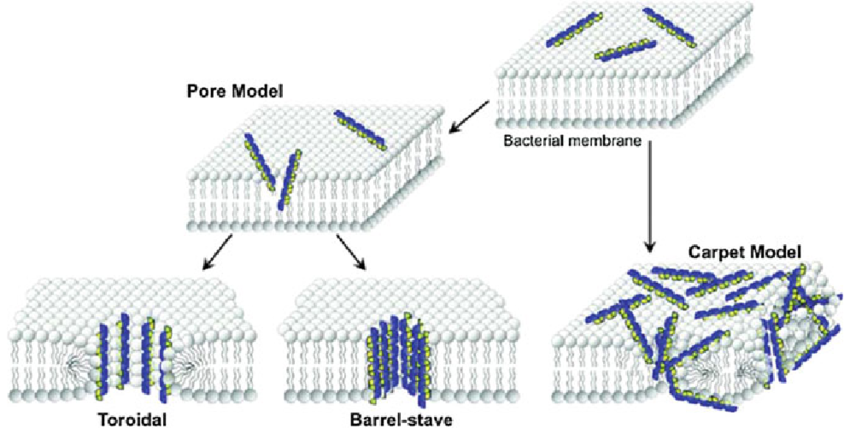 Pore Model
Bacterial membrane
Carpet Model
Toroidal
Barrel-stave